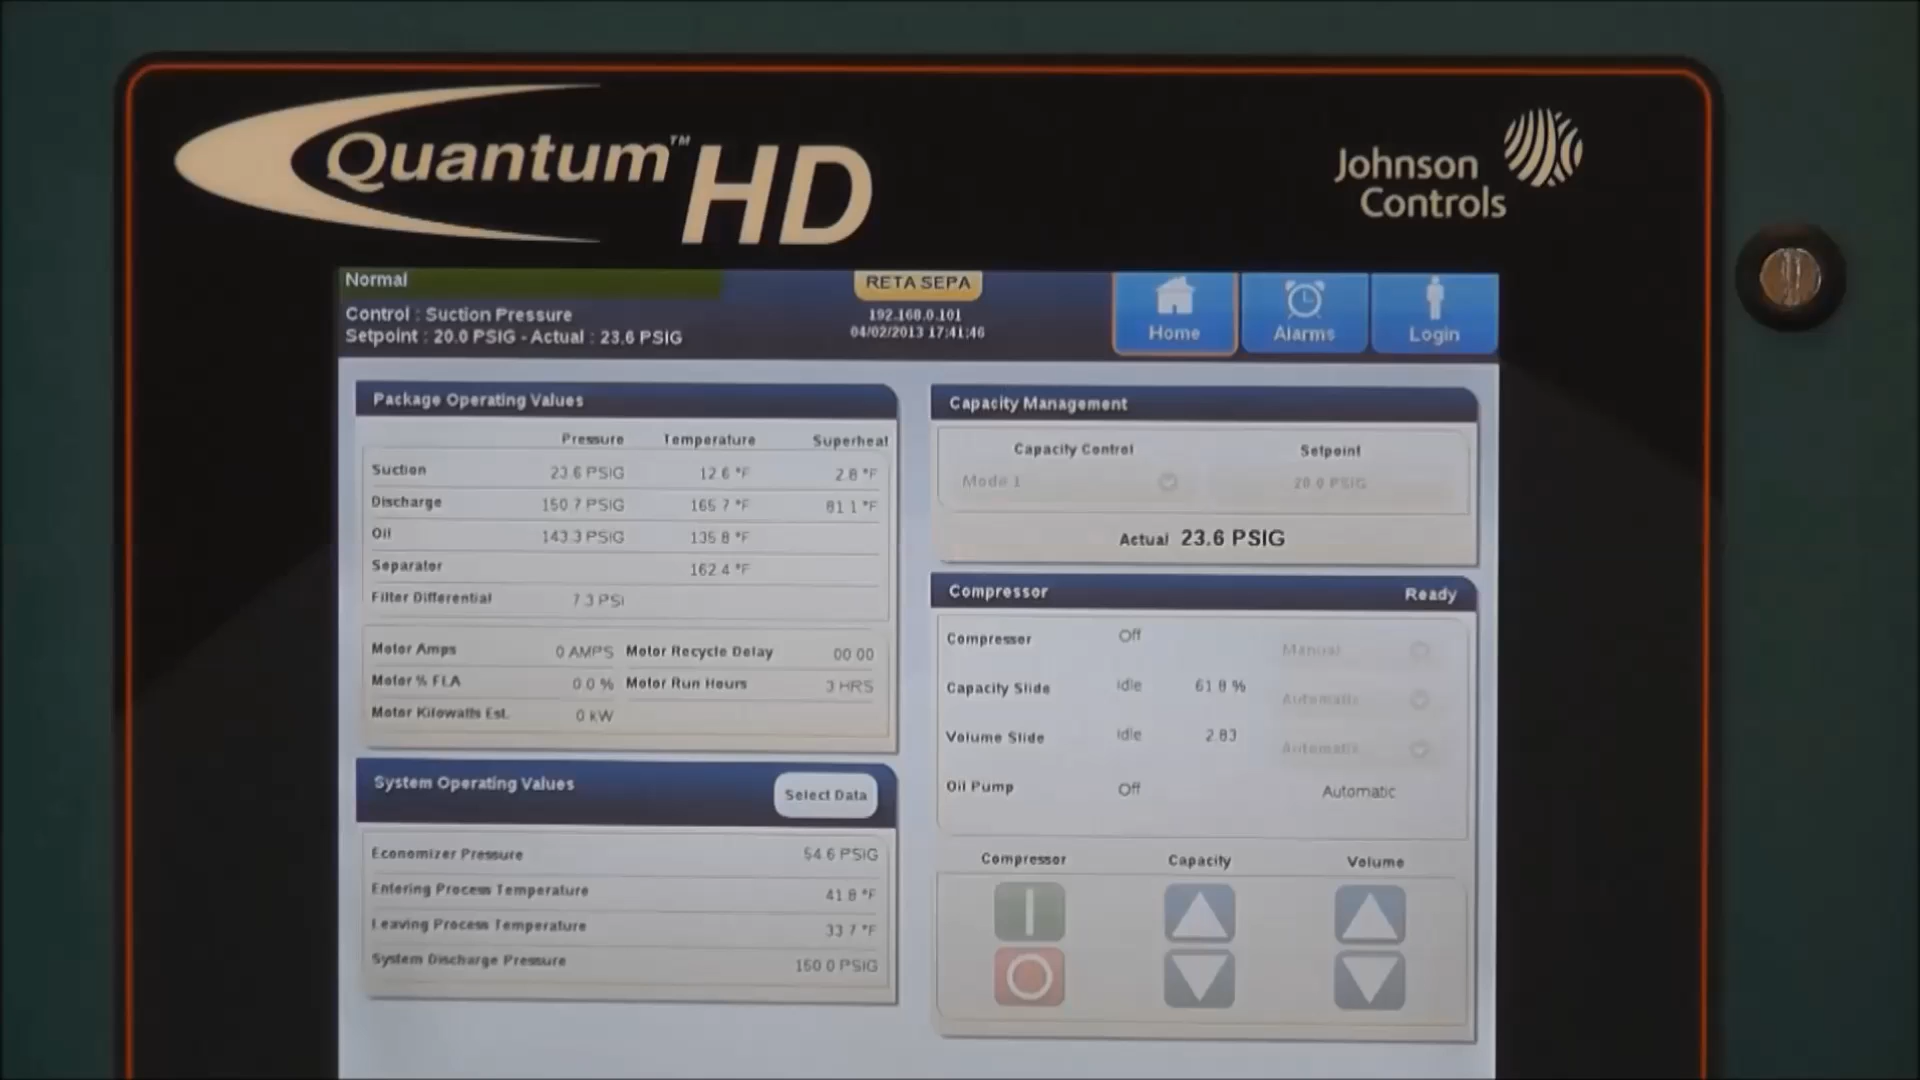 Quantum™ HD
Johnson Controls
Normal
Control : Suction Pressure
Setpoint : 20.0 PSIG - Actual : 23.6 PSIG
RETA SEPA
192.168.0.101
04/02/2013 17:41:46
Home
Alarms
Login
Package Operating Values
Pressure Temperature Superheat
Suction 23.6 PSIG 12.6 °F 2.8 °F
Discharge 150.7 PSIG 165.7 °F 81.1 °F
Oil 143.3 PSIG 135.8 °F
Separator 162.4 °F
Filter Differential 7.3 PSI
Motor Amps 0 AMPS Motor Recycle Delay 00:00
Motor % FLA 0.0 % Motor Run Hours 3 HRS
Motor Kilowatts Est. 0 kW
System Operating Values
Select Data
Economizer Pressure 54.6 PSIG
Entering Process Temperature 41.8 °F
Leaving Process Temperature 33.7 °F
System Discharge Pressure 150.0 PSIG
Capacity Management
Capacity Control Setpoint
Mode 1 20.0 PSIG
Actual 23.6 PSIG
Compressor Ready
Compressor Off Manual
Capacity Slide Idle 61.8 % Automatic
Volume Slide Idle 2.83 Automatic
Oil Pump Off Automatic
Compressor Capacity Volume